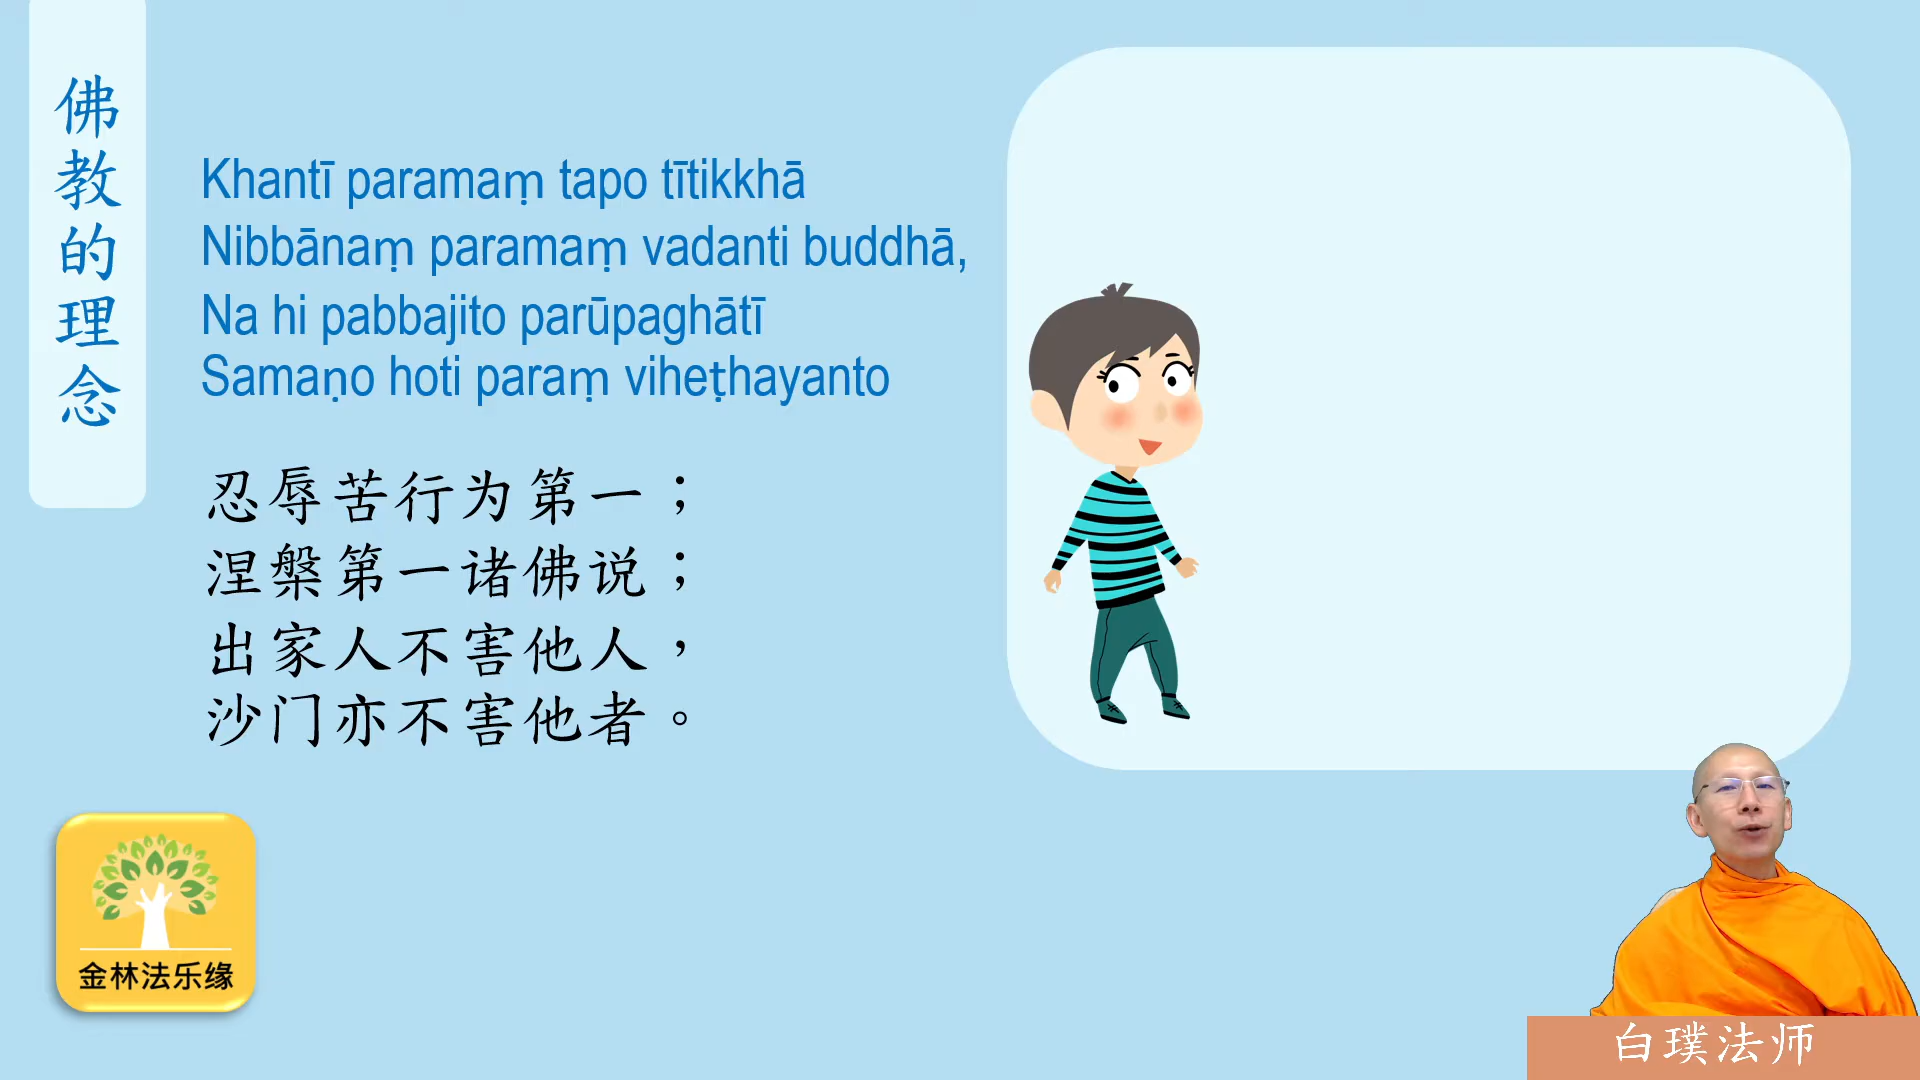 佛教的理念
Khantī paramaṃ tapo tītikkhā
Nibbānaṃ paramaṃ vadanti buddhā,
Na hi pabbajito parūpaghātī
Samaṇo hoti paraṃ viheṭhayanto
忍辱苦行为第一；
涅槃第一诸佛说；
出家人不害他人，
沙门亦不害他者。
金林法乐缘
白璞法师